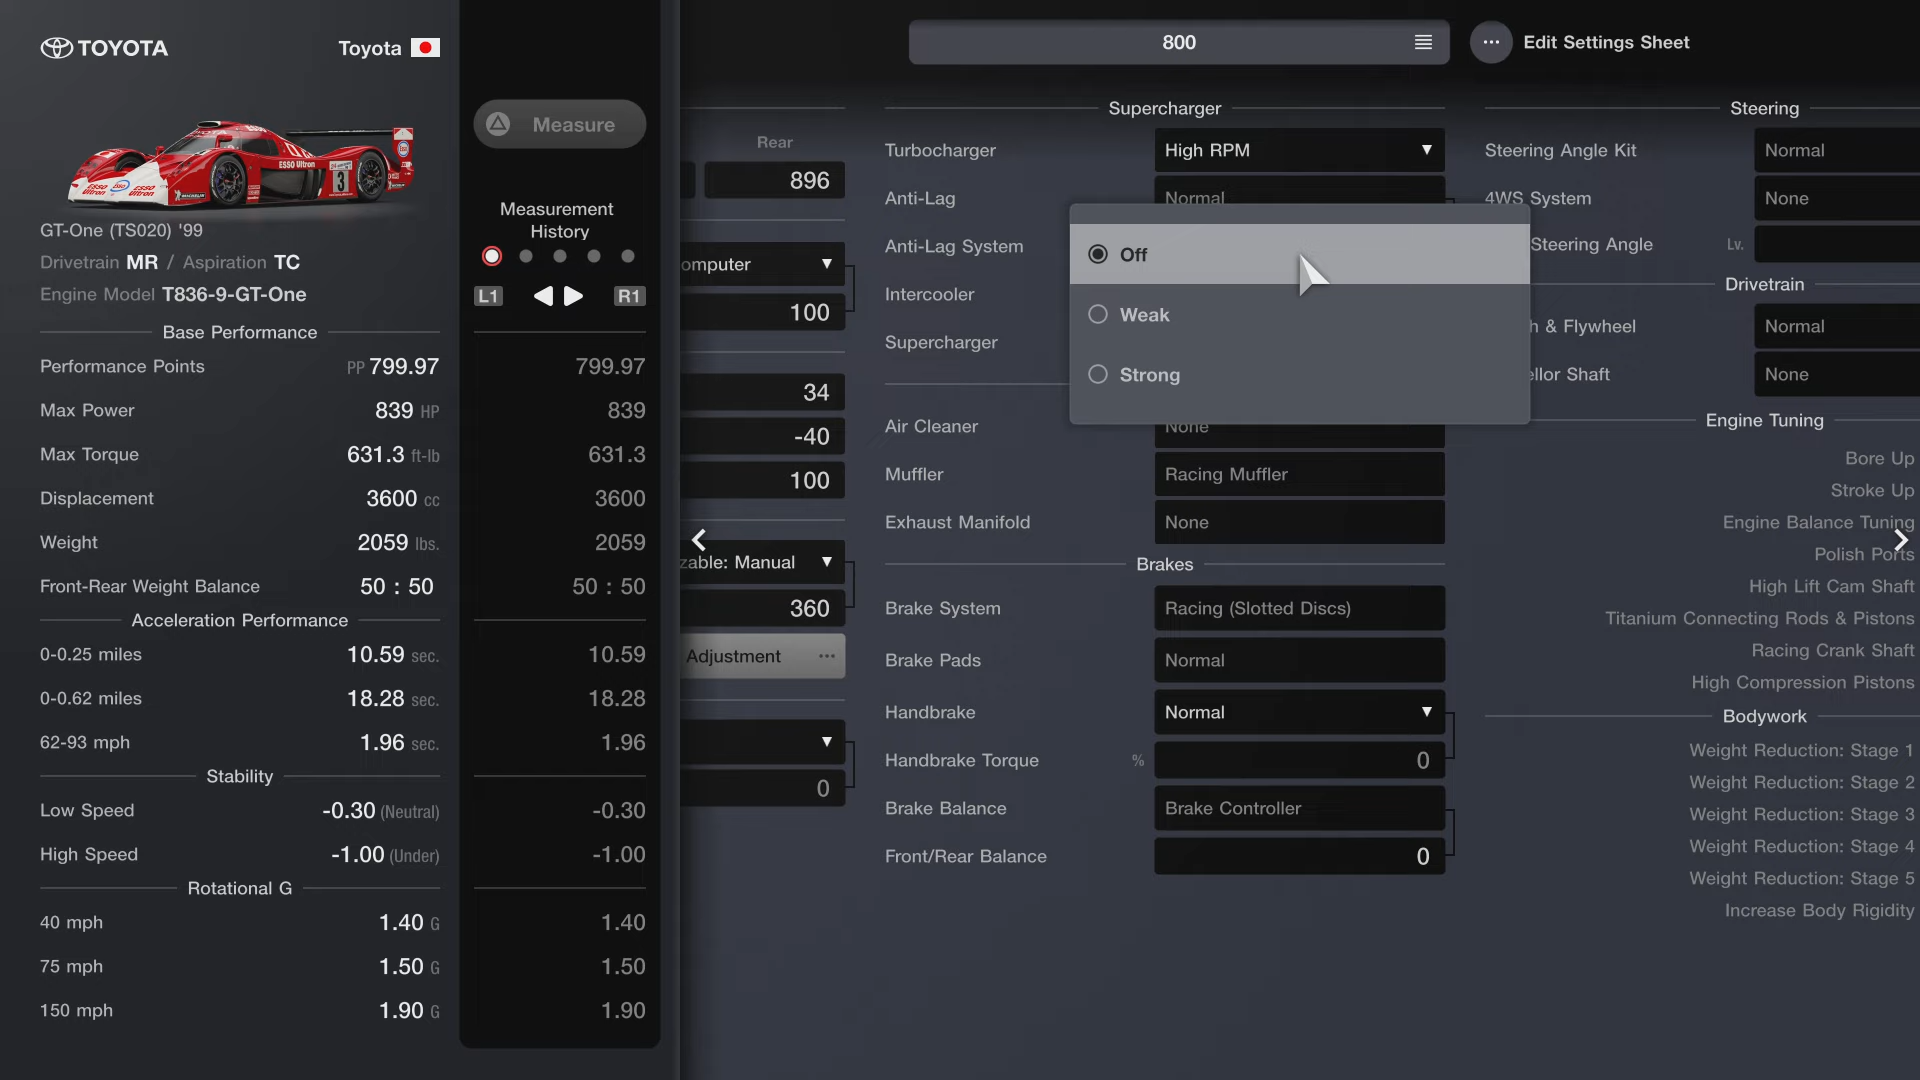 TOYOTA
Toyota
GT-One (TS020) '99
Drivetrain MR / Aspiration TC
Engine Model T836-9-GT-One
Base Performance
Performance Points PP 799.97
Max Power 839 HP
Max Torque 631.3 ft-lb
Displacement 3600 cc
Weight 2059 lbs.
Front-Rear Weight Balance 50 : 50
Acceleration Performance
0-0.25 miles 10.59 sec.
0-0.62 miles 18.28 sec.
62-93 mph 1.96 sec.
Stability
Low Speed -0.30 (Neutral)
High Speed -1.00 (Under)
Rotational G
40 mph 1.40 G
75 mph 1.50 G
150 mph 1.90 G
Measure
Measurement
History
L1 R1
799.97
839
631.3
3600
2059
50 : 50
10.59
18.28
1.96
-0.30
-1.00
1.40
1.50
1.90
800
Edit Settings Sheet
Rear
896
omputer
100
34
-40
100
zable: Manual
360
Adjustment
0
Supercharger
Turbocharger High RPM
Anti-Lag Normal
Anti-Lag System
Intercooler
Supercharger
Off
Weak
Strong
Air Cleaner None
Muffler Racing Muffler
Exhaust Manifold None
Brakes
Brake System Racing (Slotted Discs)
Brake Pads Normal
Handbrake Normal
Handbrake Torque % 0
Brake Balance Brake Controller
Front/Rear Balance 0
Steering
Steering Angle Kit Normal
4WS System None
Steering Angle Lv.
Drivetrain
h & Flywheel Normal
ellor Shaft None
Engine Tuning
Bore Up
Stroke Up
Engine Balance Tuning
Polish Ports
High Lift Cam Shaft
Titanium Connecting Rods & Pistons
Racing Crank Shaft
High Compression Pistons
Bodywork
Weight Reduction: Stage 1
Weight Reduction: Stage 2
Weight Reduction: Stage 3
Weight Reduction: Stage 4
Weight Reduction: Stage 5
Increase Body Rigidity